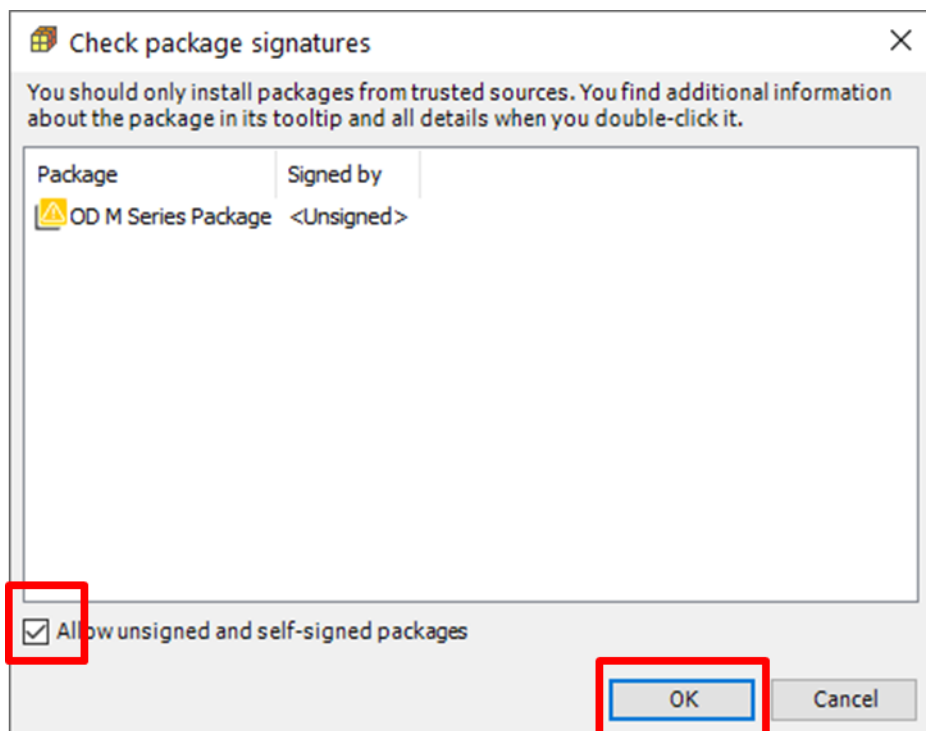 Check package signatures
You should only install packages from trusted sources. You find additional information
about the package in its tooltip and all details when you double-click it.
Package Signed by
OD M Series Package <Unsigned>
Allow unsigned and self-signed packages
OK Cancel